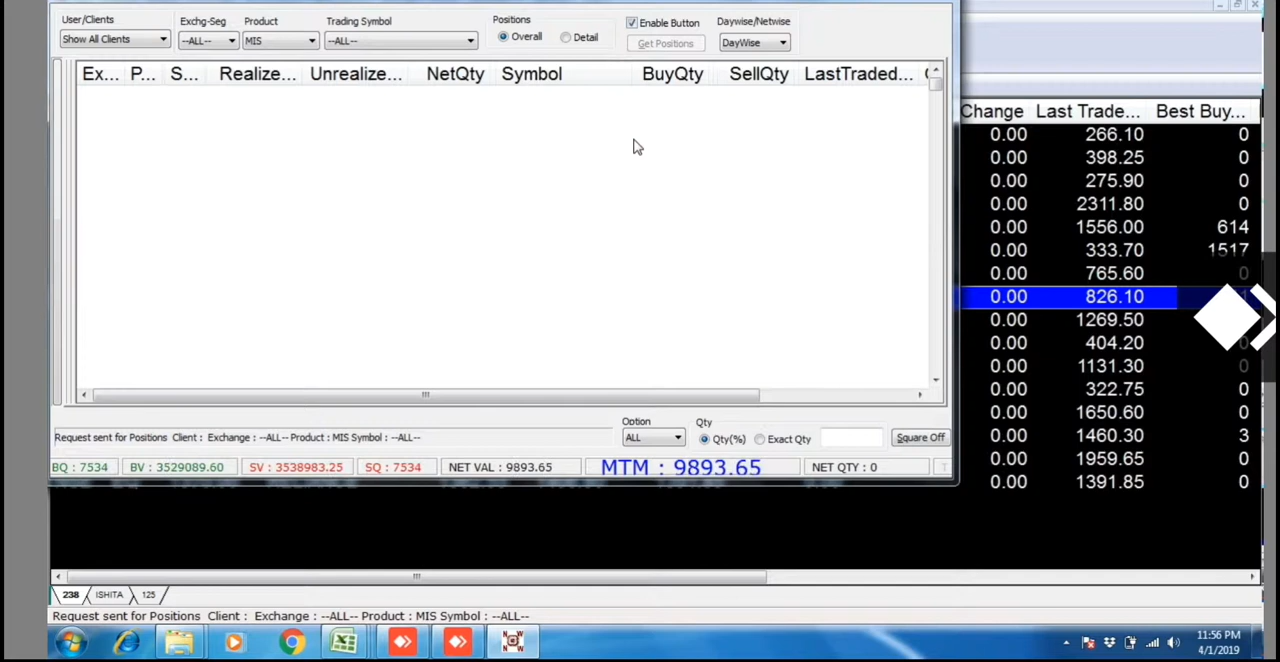 User/Clients Exchg-Seg Product Trading Symbol Positions Enable Button Daywise/Netwise
Show All Clients --ALL-- MIS --ALL-- Overall Detail Get Positions DayWise
Ex... P... S... Realize... Unrealize... NetQty Symbol BuyQty SellQty LastTraded...
Change Last Trade... Best Buy...
0.00 266.10 0
0.00 398.25 0
0.00 275.90 0
0.00 2311.80 0
0.00 1556.00 614
0.00 333.70 1517
0.00 765.60 0
0.00 826.10
0.00 1269.50
0.00 404.20 0
0.00 1131.30 0
0.00 322.75 0
0.00 1650.60 0
0.00 1460.30 3
0.00 1959.65 0
0.00 1391.85 0
Option Qty
Request sent for Positions Client : Exchange : --ALL-- Product : MIS Symbol : --ALL-- ALL Qty(%) Exact Qty Square Off
BQ : 7534 BV : 3529089.60 SV : 3538983.25 SQ : 7534 NET VAL : 9893.65 MTM : 9893.65 NET QTY : 0 T
238 ISHITA 125
Request sent for Positions Client : Exchange : --ALL-- Product : MIS Symbol : --ALL--
11:56 PM
4/1/2019